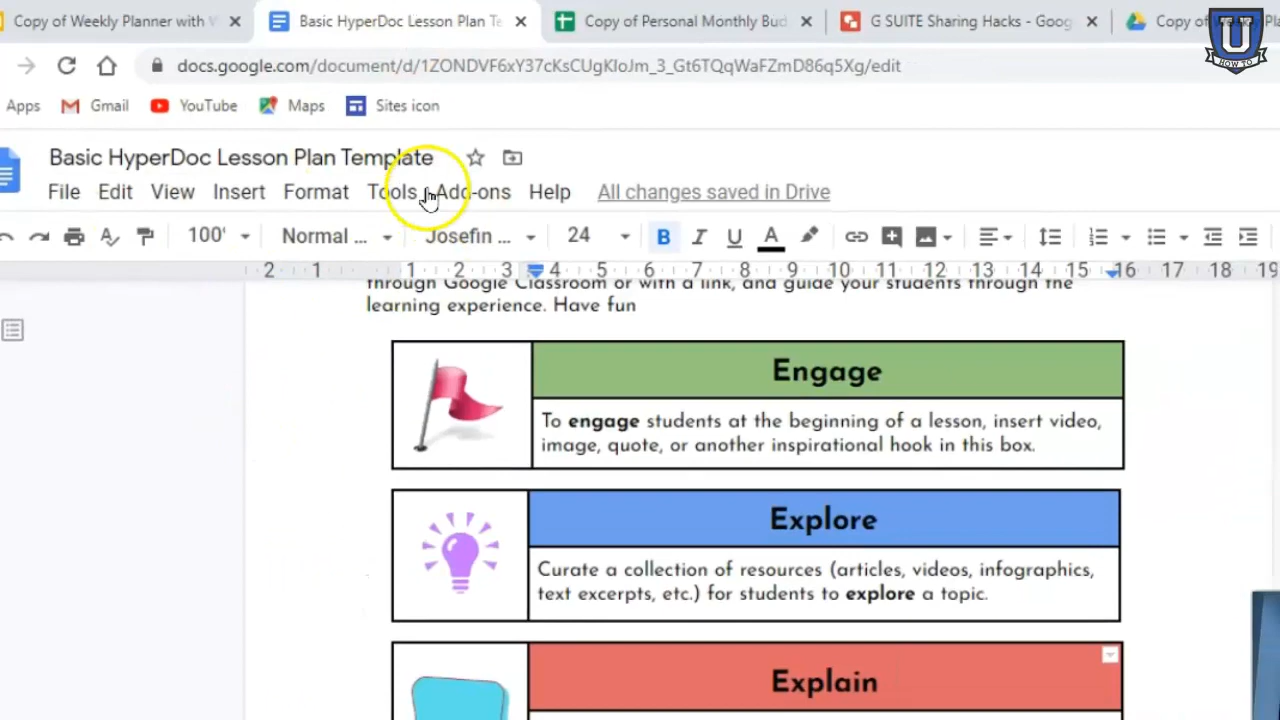 Copy of Weekly Planner with
Basic HyperDoc Lesson Plan Te
Copy of Personal Monthly Bud
G SUITE Sharing Hacks - Goog
Copy of
U
HOW TO
docs.google.com/document/d/1ZONDVF6xY37cKsCUgKIoJm_3_Gt6TQqWaFZmD86q5Xg/edit
Apps Gmail YouTube Maps Sites icon
Basic HyperDoc Lesson Plan Template
File Edit View Insert Format Tools Add-ons Help All changes saved in Drive
100% Normal ... Josefin ... 24 B I U A
2 1 1 2 3 4 5 6 7 8 9 10 11 12 13 14 15 16 17 18 19
through Google Classroom or with a link, and guide your students through the
learning experience. Have fun
Engage
To engage students at the beginning of a lesson, insert video,
image, quote, or another inspirational hook in this box.
Explore
Curate a collection of resources (articles, videos, infographics,
text excerpts, etc.) for students to explore a topic.
Explain